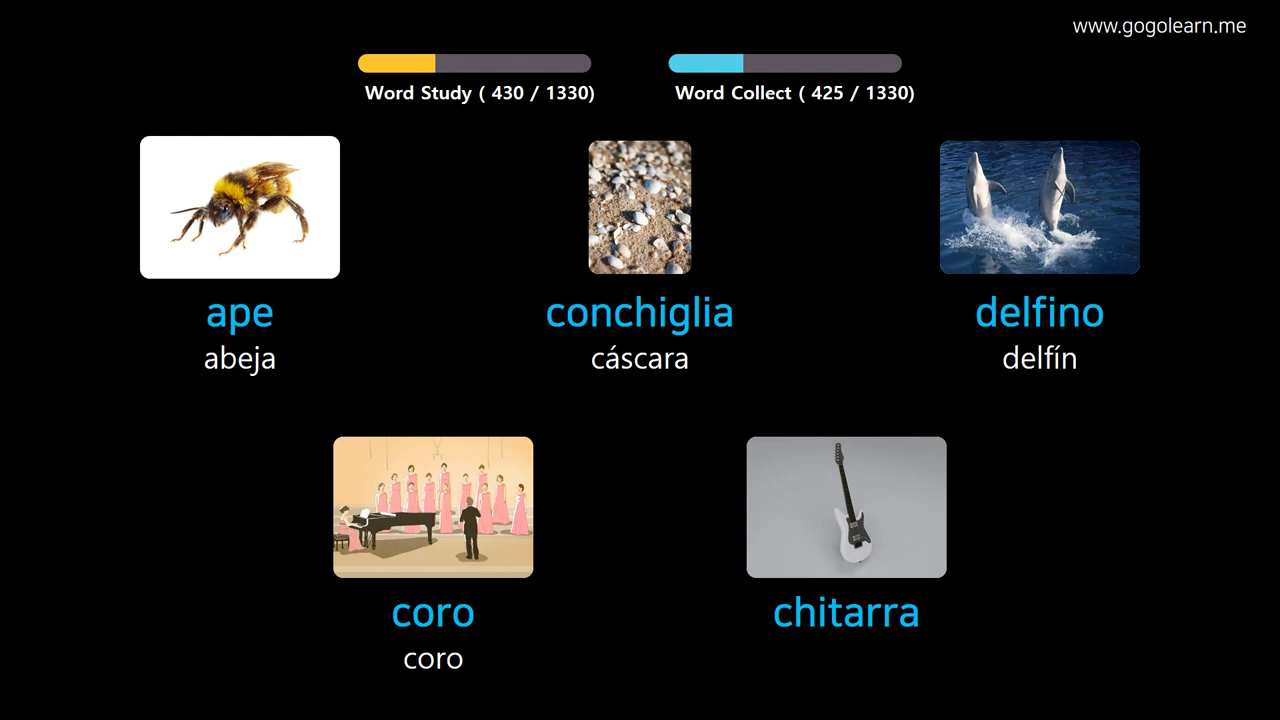 www.gogolearn.me
Word Study ( 430 / 1330)
Word Collect ( 425 / 1330)
ape
abeja
conchiglia
cáscara
delfino
delfín
coro
coro
chitarra